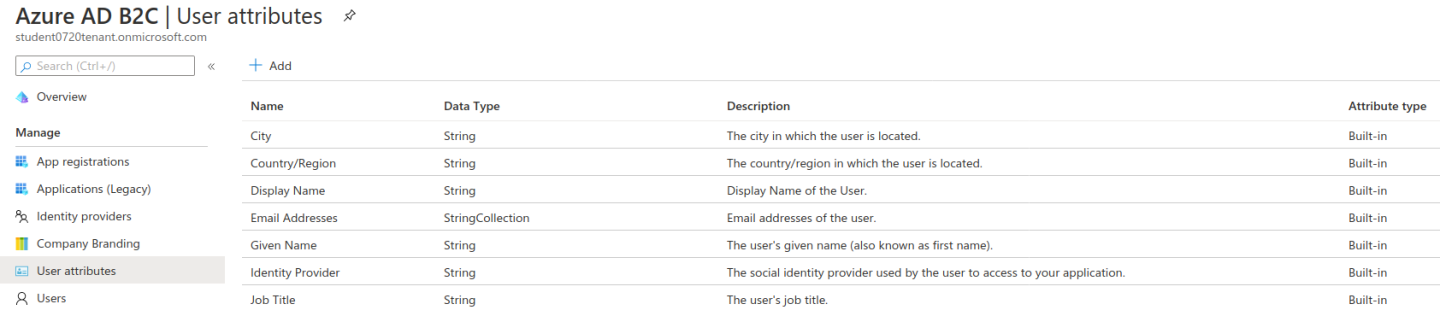 Azure AD B2C | User attributes
student0720tenant.onmicrosoft.com
Search (Ctrl+/)
«
Add
Overview
Manage
App registrations
Applications (Legacy)
Identity providers
Company Branding
User attributes
Users
Name Data Type Description Attribute type
City String The city in which the user is located. Built-in
Country/Region String The country/region in which the user is located. Built-in
Display Name String Display Name of the User. Built-in
Email Addresses StringCollection Email addresses of the user. Built-in
Given Name String The user's given name (also known as first name). Built-in
Identity Provider String The social identity provider used by the user to access to your application. Built-in
Job Title String The user's job title. Built-in